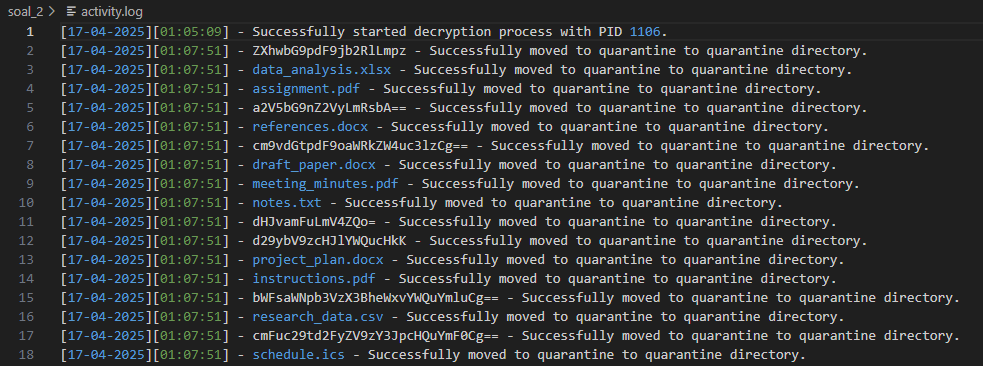 soal_2 > activity.log
1 [17-04-2025][01:05:09] - Successfully started decryption process with PID 1106.
2 [17-04-2025][01:07:51] - ZXhwbG9pdF9jb2RlLmpz - Successfully moved to quarantine to quarantine directory.
3 [17-04-2025][01:07:51] - data_analysis.xlsx - Successfully moved to quarantine to quarantine directory.
4 [17-04-2025][01:07:51] - assignment.pdf - Successfully moved to quarantine to quarantine directory.
5 [17-04-2025][01:07:51] - a2V5bG9nZ2VyLmRsbA== - Successfully moved to quarantine to quarantine directory.
6 [17-04-2025][01:07:51] - references.docx - Successfully moved to quarantine to quarantine directory.
7 [17-04-2025][01:07:51] - cm9vdGtpdF9oaWRkZW4uc3lzCg== - Successfully moved to quarantine to quarantine directory.
8 [17-04-2025][01:07:51] - draft_paper.docx - Successfully moved to quarantine to quarantine directory.
9 [17-04-2025][01:07:51] - meeting_minutes.pdf - Successfully moved to quarantine to quarantine directory.
10 [17-04-2025][01:07:51] - notes.txt - Successfully moved to quarantine to quarantine directory.
11 [17-04-2025][01:07:51] - dHJvamFuLmV4ZQo= - Successfully moved to quarantine to quarantine directory.
12 [17-04-2025][01:07:51] - d29ybV9zcHJlYWQucHkK - Successfully moved to quarantine to quarantine directory.
13 [17-04-2025][01:07:51] - project_plan.docx - Successfully moved to quarantine to quarantine directory.
14 [17-04-2025][01:07:51] - instructions.pdf - Successfully moved to quarantine to quarantine directory.
15 [17-04-2025][01:07:51] - bWFsaWNpb3VzX3BheWxvYWQuYmluCg== - Successfully moved to quarantine to quarantine directory.
16 [17-04-2025][01:07:51] - research_data.csv - Successfully moved to quarantine to quarantine directory.
17 [17-04-2025][01:07:51] - cmFuc29td2FyZV9zY3JpcHQuYmF0Cg== - Successfully moved to quarantine to quarantine directory.
18 [17-04-2025][01:07:51] - schedule.ics - Successfully moved to quarantine to quarantine directory.